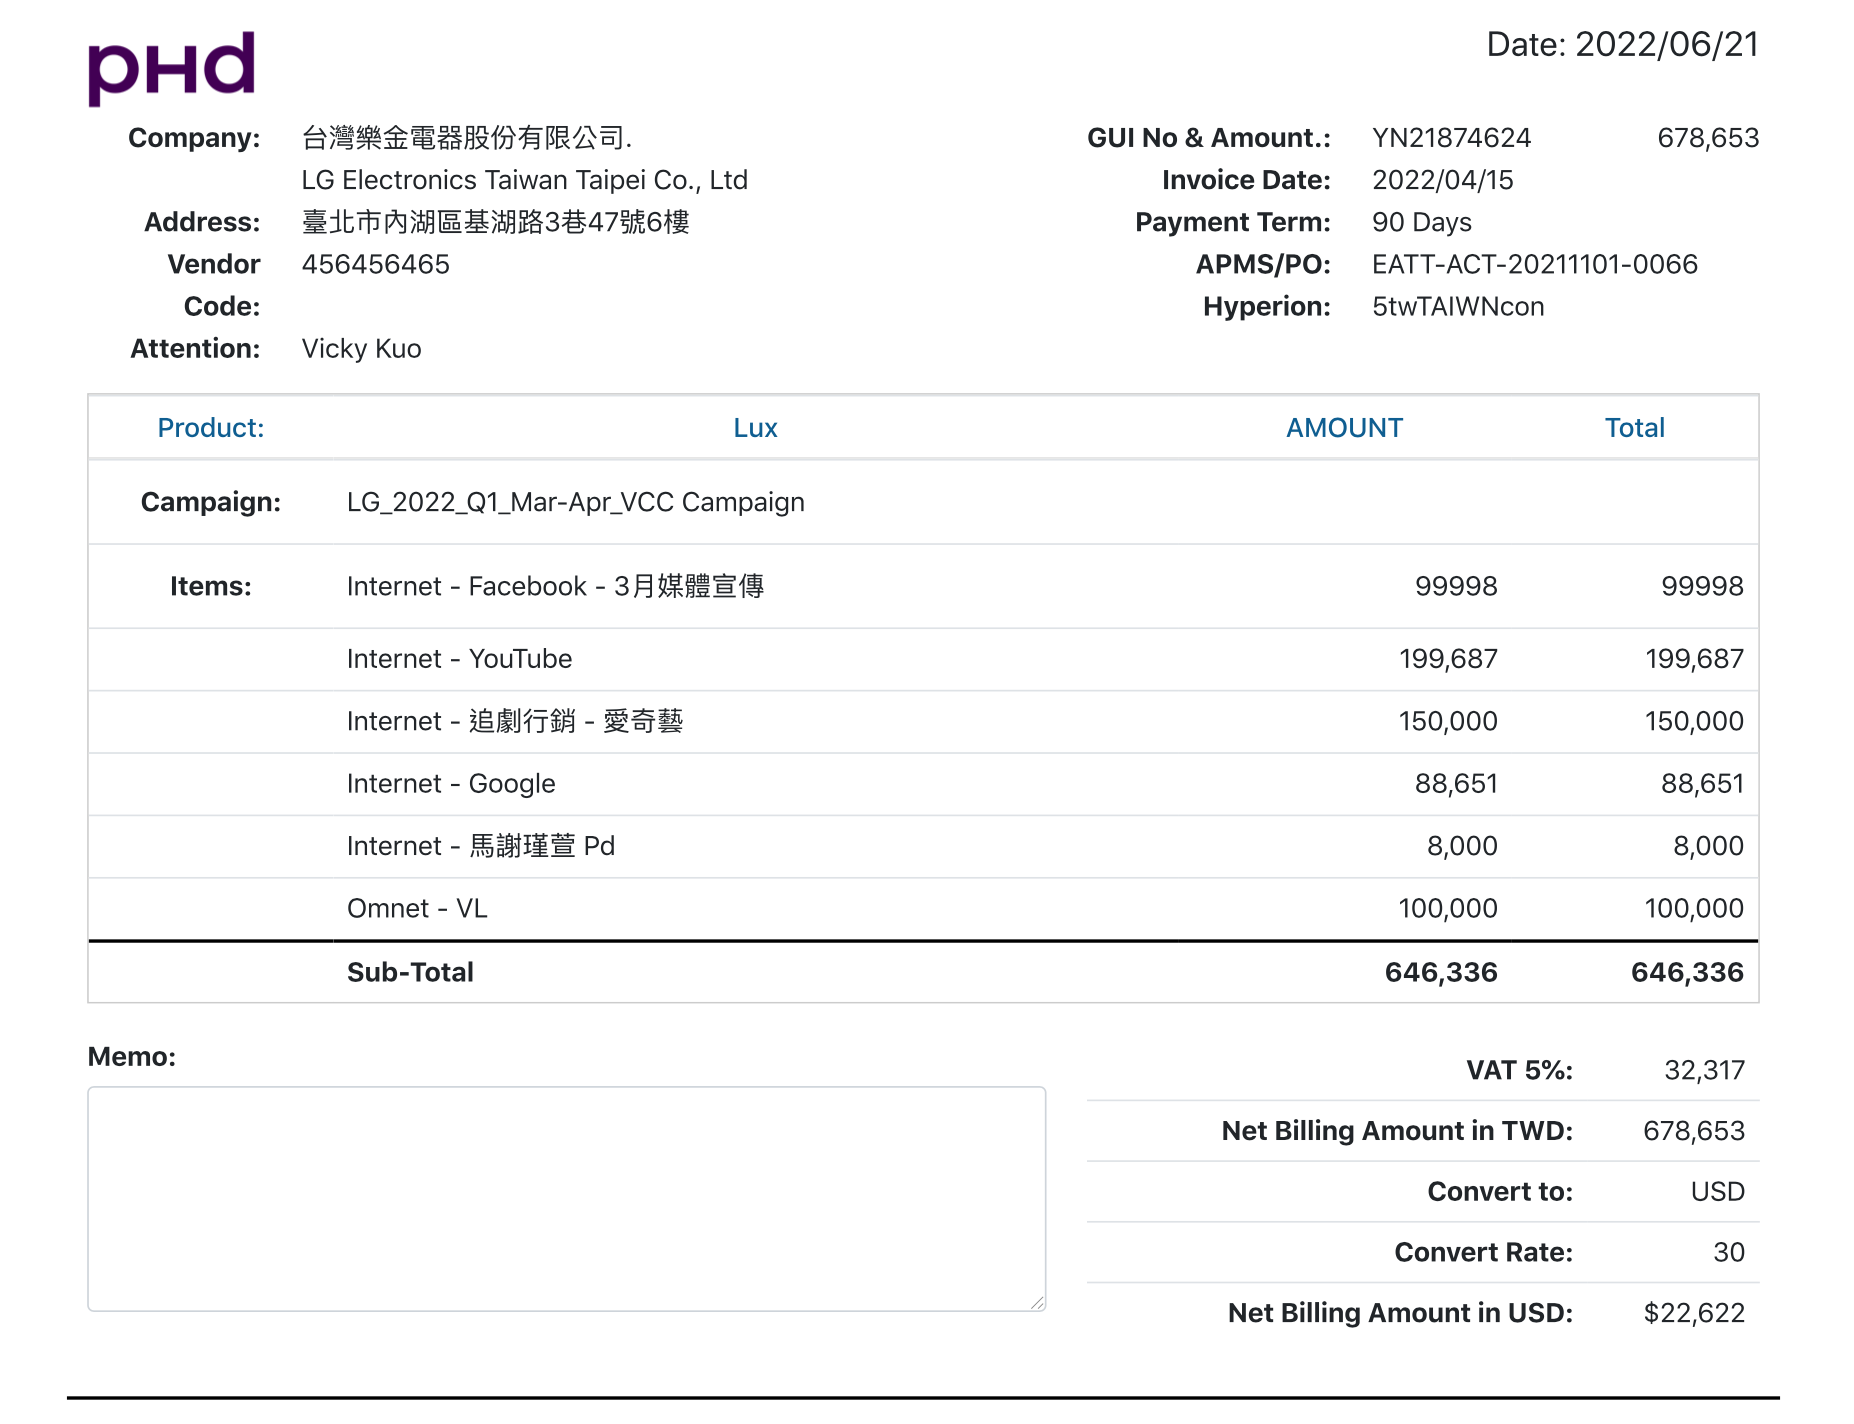 pHd
Date: 2022/06/21
Company: 台灣樂金電器股份有限公司.
LG Electronics Taiwan Taipei Co., Ltd
Address: 臺北市內湖區基湖路3巷47號6樓
Vendor Code: 456456465
Attention: Vicky Kuo
GUI No & Amount.: YN21874624 678,653
Invoice Date: 2022/04/15
Payment Term: 90 Days
APMS/PO: EATT-ACT-20211101-0066
Hyperion: 5twTAIWNcon
Product: Lux AMOUNT Total
Campaign: LG_2022_Q1_Mar-Apr_VCC Campaign
Items: Internet - Facebook - 3月媒體宣傳 99998 99998
Internet - YouTube 199,687 199,687
Internet - 追劇行銷 - 愛奇藝 150,000 150,000
Internet - Google 88,651 88,651
Internet - 馬謝瑾萱 Pd 8,000 8,000
Omnet - VL 100,000 100,000
Sub-Total 646,336 646,336
Memo:
VAT 5%: 32,317
Net Billing Amount in TWD: 678,653
Convert to: USD
Convert Rate: 30
Net Billing Amount in USD: $22,622